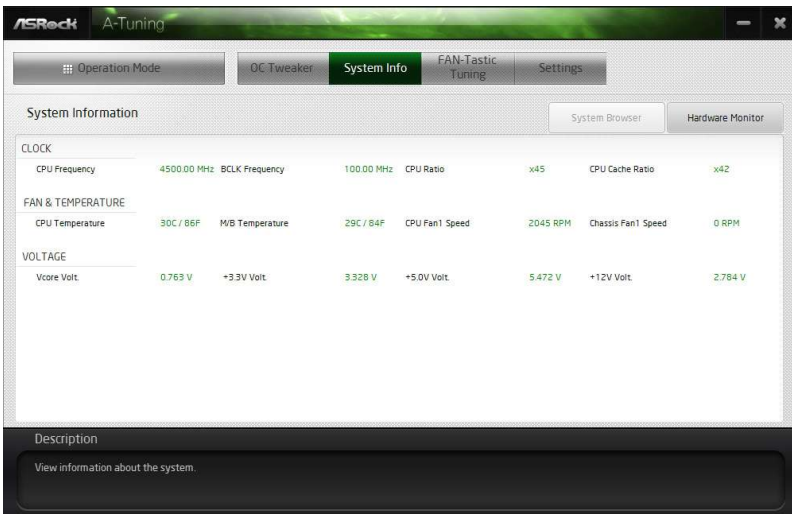 ASRock A-Tuning
Operation Mode OC Tweaker System Info FAN-Tastic Tuning Settings
System Information System Browser Hardware Monitor
CLOCK
CPU Frequency 4500.00 MHz BCLK Frequency 100.00 MHz CPU Ratio x45 CPU Cache Ratio x42
FAN & TEMPERATURE
CPU Temperature 30C / 86F M/B Temperature 29C / 84F CPU Fan1 Speed 2045 RPM Chassis Fan1 Speed 0 RPM
VOLTAGE
Vcore Volt. 0.763 V +3.3V Volt. 3.328 V +5.0V Volt. 5.472 V +12V Volt. 2.784 V
Description
View information about the system.